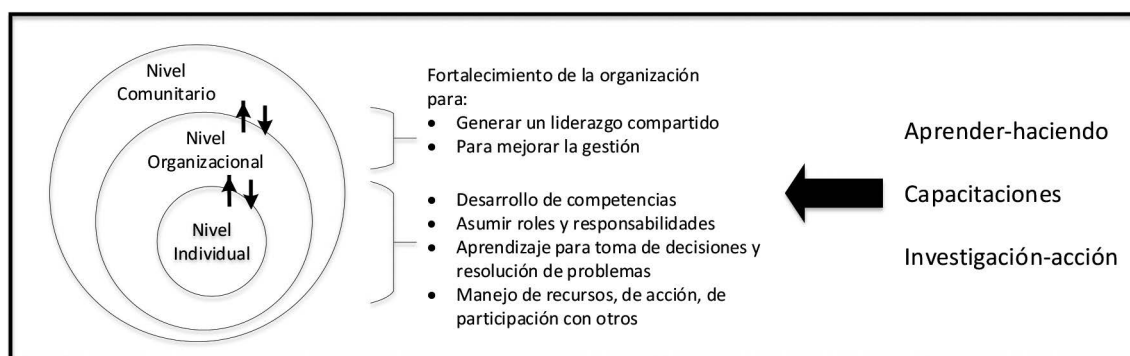 Nivel
Comunitario
Nivel
Organizacional
Nivel
Individual
Fortalecimiento de la organización
para:
• Generar un liderazgo compartido
• Para mejorar la gestión
• Desarrollo de competencias
• Asumir roles y responsabilidades
• Aprendizaje para toma de decisiones y
resolución de problemas
• Manejo de recursos, de acción, de
participación con otros
Aprender-haciendo
Capacitaciones
Investigación-acción